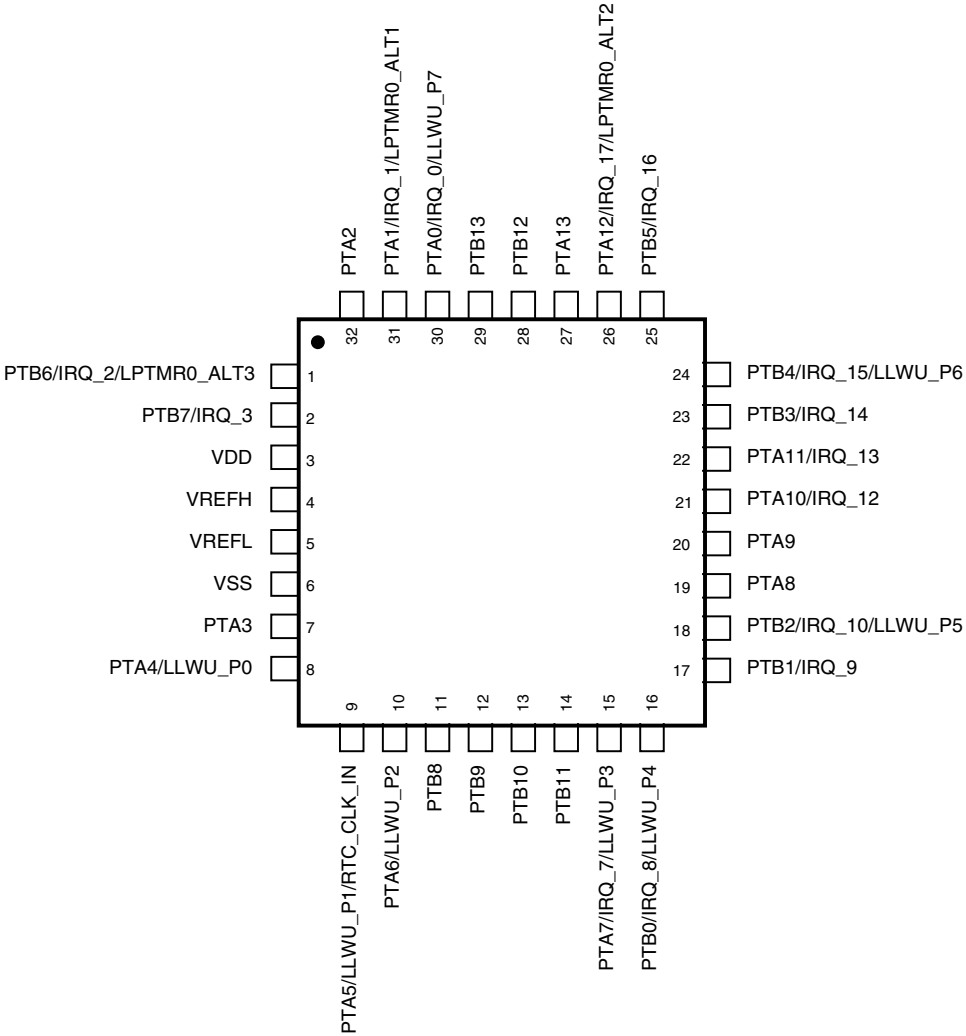 PTA2
PTA1/IRQ_1/LPTMR0_ALT1
PTA0/IRQ_0/LLWU_P7
PTB13
PTB12
PTA13
PTA12/IRQ_17/LPTMR0_ALT2
PTB5/IRQ_16
32
31
30
29
28
27
26
25
PTB6/IRQ_2/LPTMR0_ALT3
1
24
PTB4/IRQ_15/LLWU_P6
PTB7/IRQ_3
2
23
PTB3/IRQ_14
VDD
3
22
PTA11/IRQ_13
VREFH
4
21
PTA10/IRQ_12
VREFL
5
20
PTA9
VSS
6
19
PTA8
PTA3
7
18
PTB2/IRQ_10/LLWU_P5
PTA4/LLWU_P0
8
17
PTB1/IRQ_9
9
10
11
12
13
14
15
16
PTA5/LLWU_P1/RTC_CLK_IN
PTA6/LLWU_P2
PTB8
PTB9
PTB10
PTB11
PTA7/IRQ_7/LLWU_P3
PTB0/IRQ_8/LLWU_P4